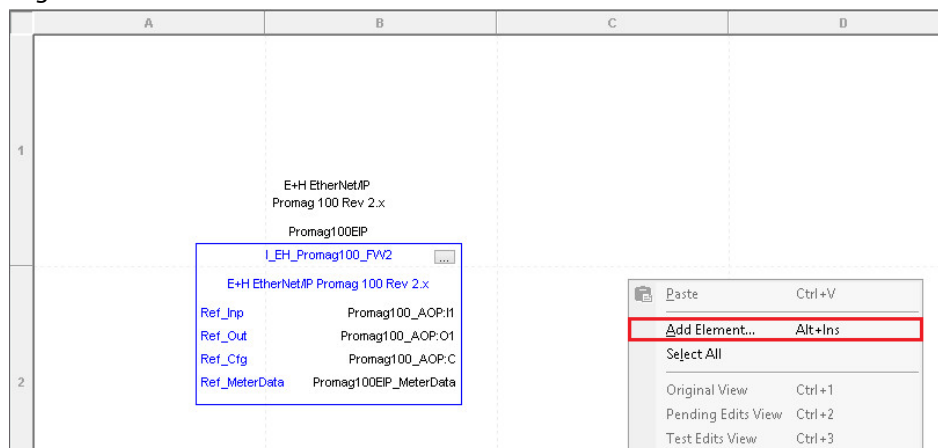 A B C D
1
E+H EtherNet/IP
Promag 100 Rev 2.x
Promag100EIP
I_EH_Promag100_FW2 ...
E+H EtherNet/IP Promag 100 Rev 2.x
Ref_Inp Promag100_AOP:I1
Ref_Out Promag100_AOP:O1
Ref_Cfg Promag100_AOP:C
Ref_MeterData Promag100EIP_MeterData
2
Paste Ctrl+V
Add Element... Alt+Ins
Select All
Original View Ctrl+1
Pending Edits View Ctrl+2
Test Edits View Ctrl+3